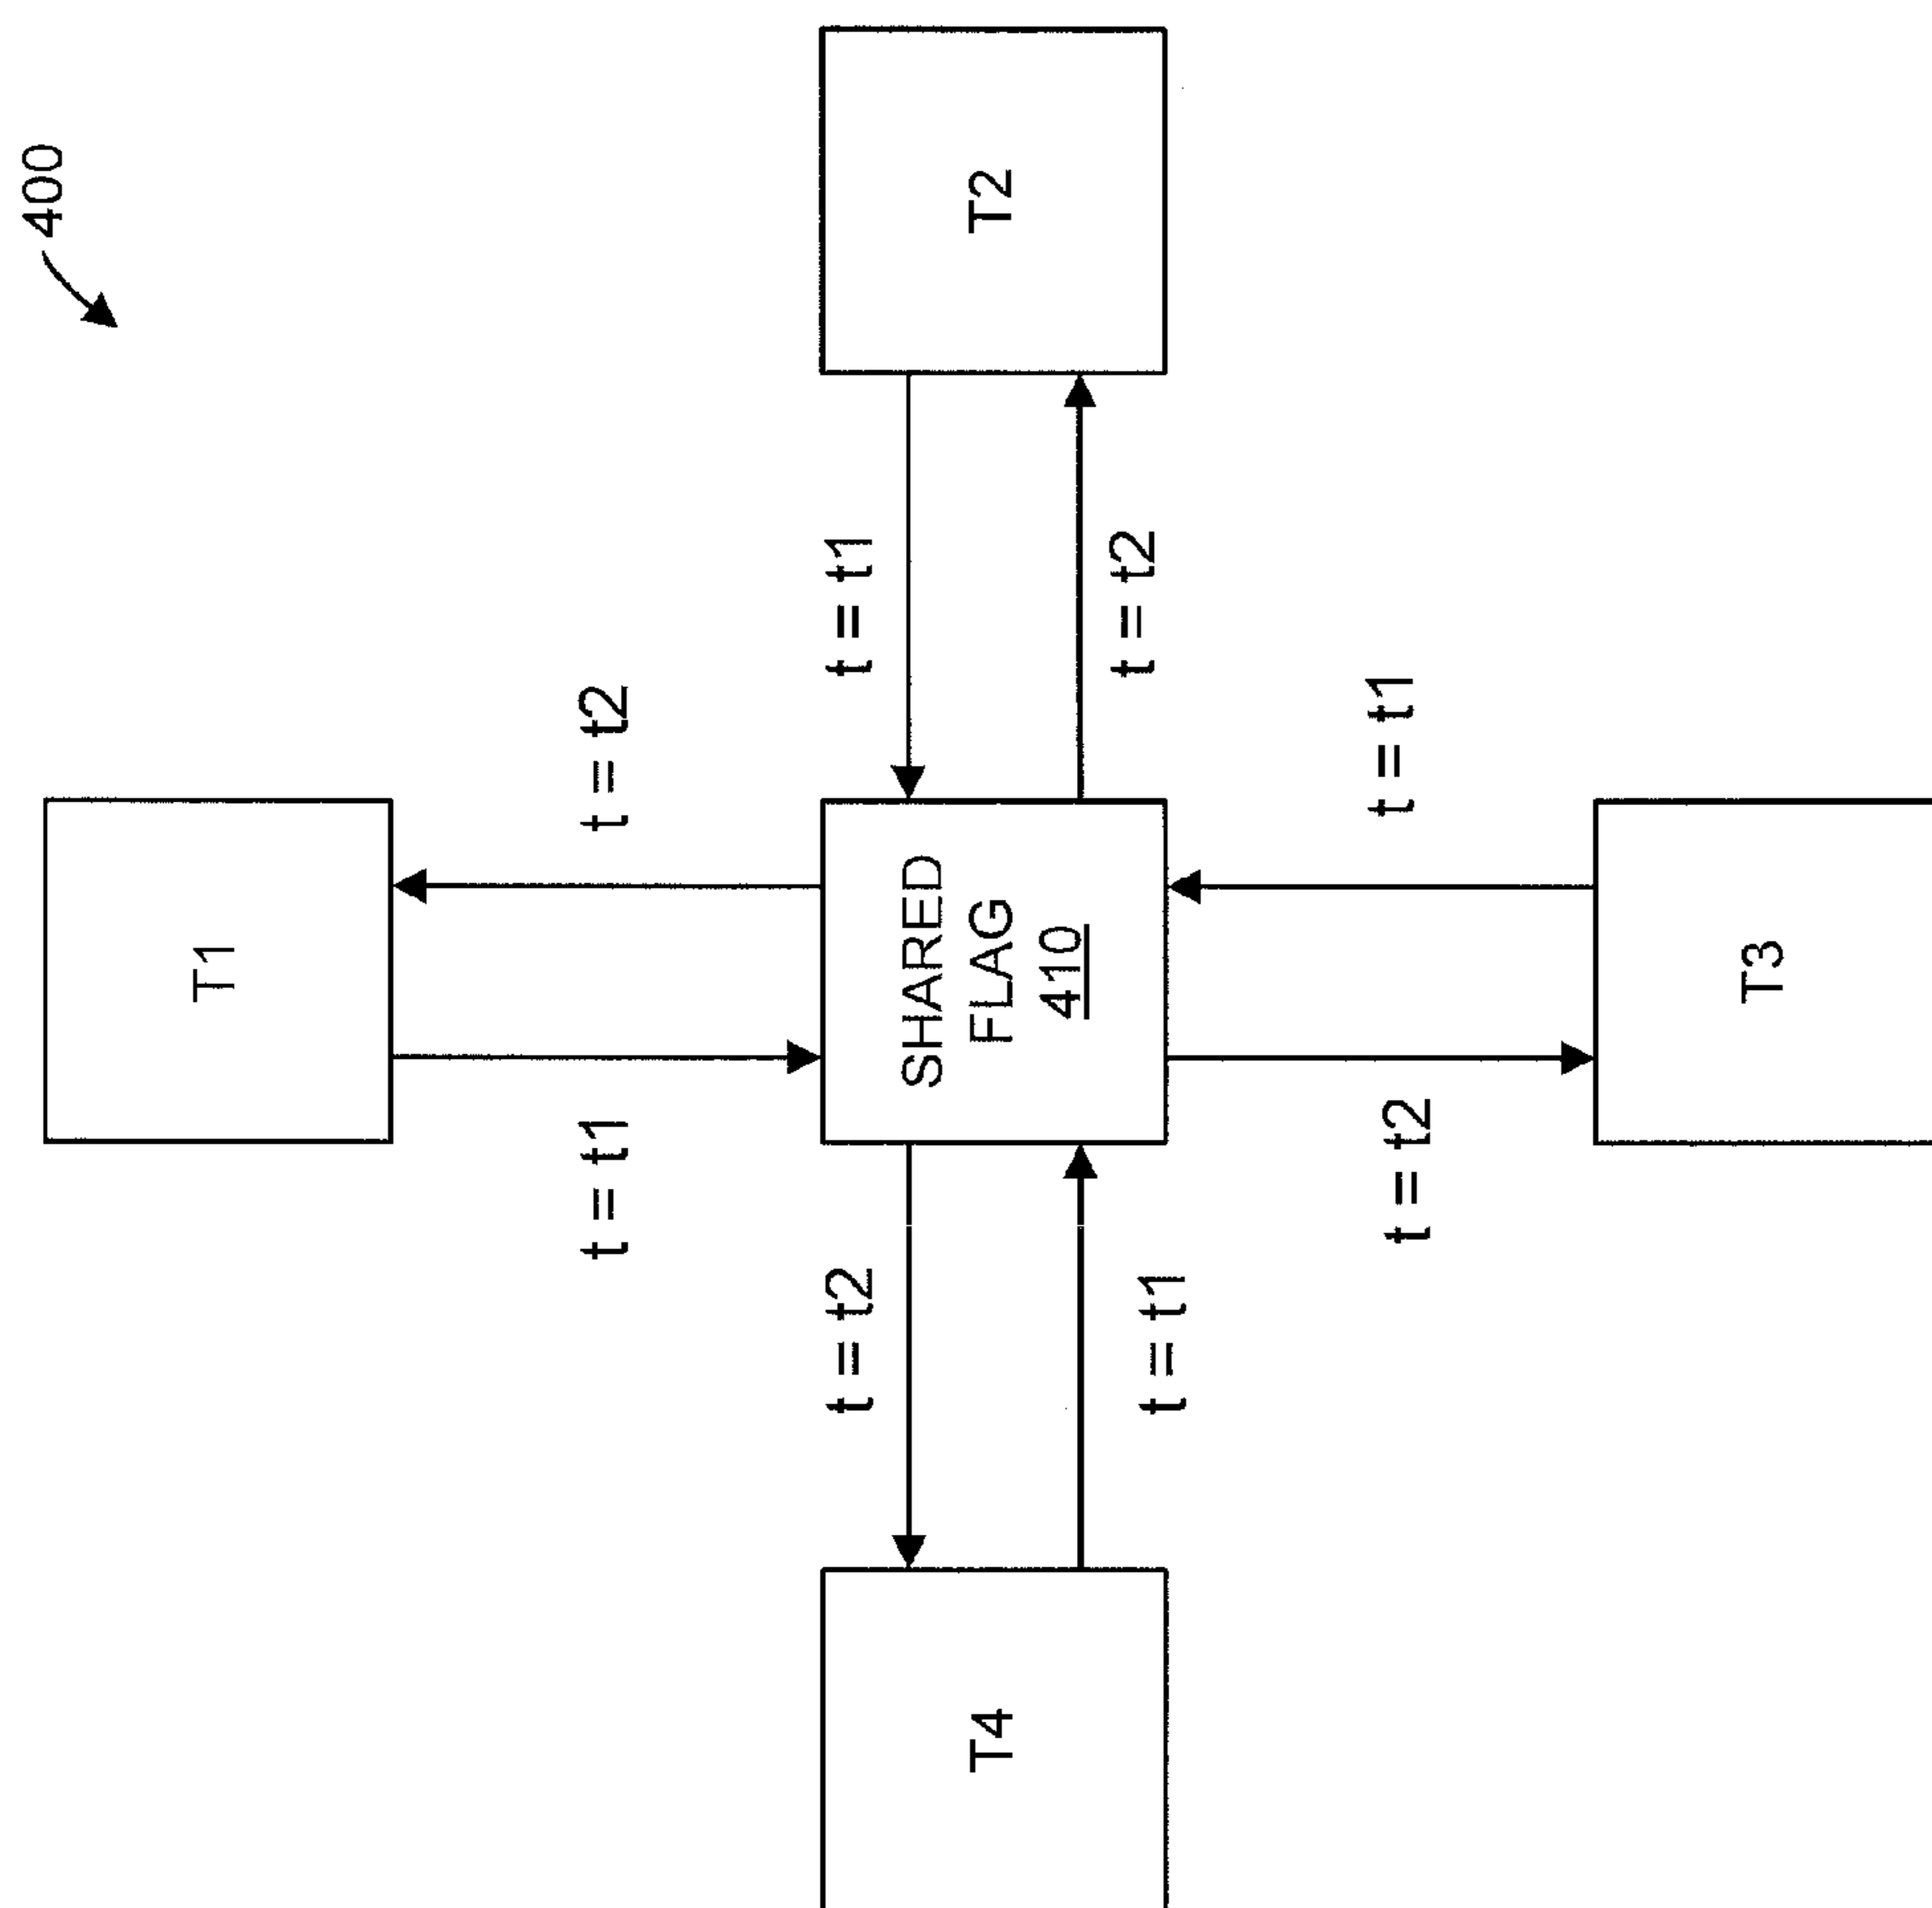 400
T1
t = t1
t = t2
T4
t = t2
t = t1
SHARED
FLAG
410
t = t1
t = t2
T2
t = t2
t = t1
T3